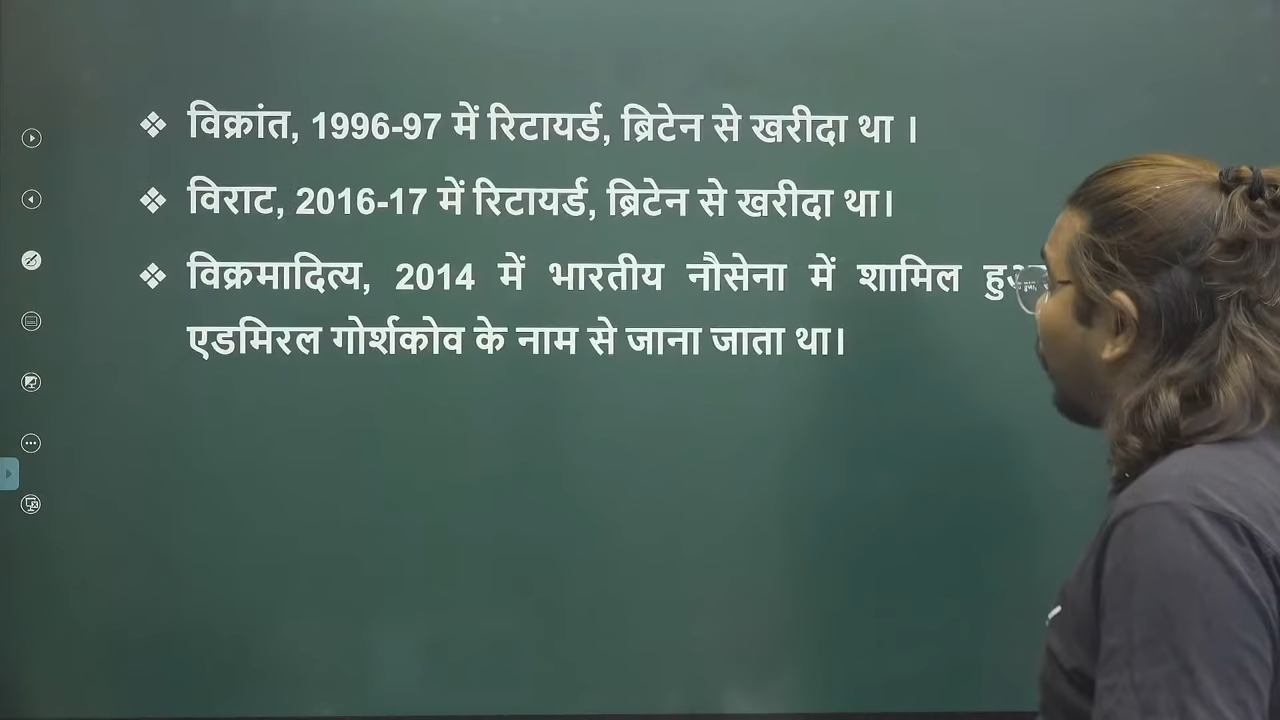 ❖ विक्रांत, 1996-97 में रिटायर्ड, ब्रिटेन से खरीदा था ।
❖ विराट, 2016-17 में रिटायर्ड, ब्रिटेन से खरीदा था।
❖ विक्रमादित्य, 2014 में भारतीय नौसेना में शामिल
एडमिरल गोर्शकोव के नाम से जाना जाता था।